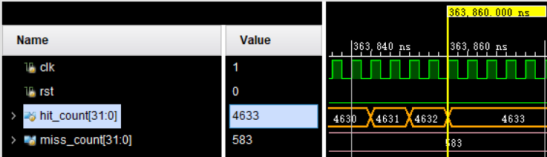 363,860.000 ns
Name Value 363,840 ns 363,860 ns
clk 1
rst 0
hit_count[31:0] 4633 4630 4631 4632 4633
miss_count[31:0] 583 583